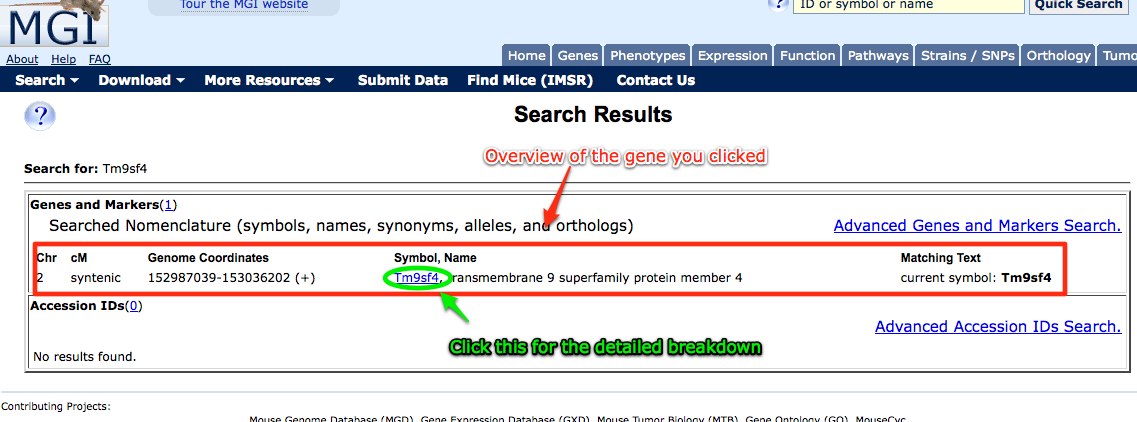 Tour the MGI website
ID or symbol or name
Quick Search
MGI
About Help FAQ
Home Genes Phenotypes Expression Function Pathways Strains / SNPs Orthology Tumo
Search Download More Resources Submit Data Find Mice (IMSR) Contact Us
?
Search Results
Overview of the gene you clicked
Search for: Tm9sf4
Genes and Markers(1)
Searched Nomenclature (symbols, names, synonyms, alleles, and orthologs)
Advanced Genes and Markers Search.
Chr cM Genome Coordinates Symbol, Name Matching Text
2 syntenic 152987039-153036202 (+) Tm9sf4, transmembrane 9 superfamily protein member 4 current symbol: Tm9sf4
Accession IDs(0)
Advanced Accession IDs Search.
Click this for the detailed breakdown
No results found.
Contributing Projects:
Mouse Genome Database (MGD), Gene Expression Database (GXD), Mouse Tumor Biology (MTB), Gene Ontology (GO), MouseCyc